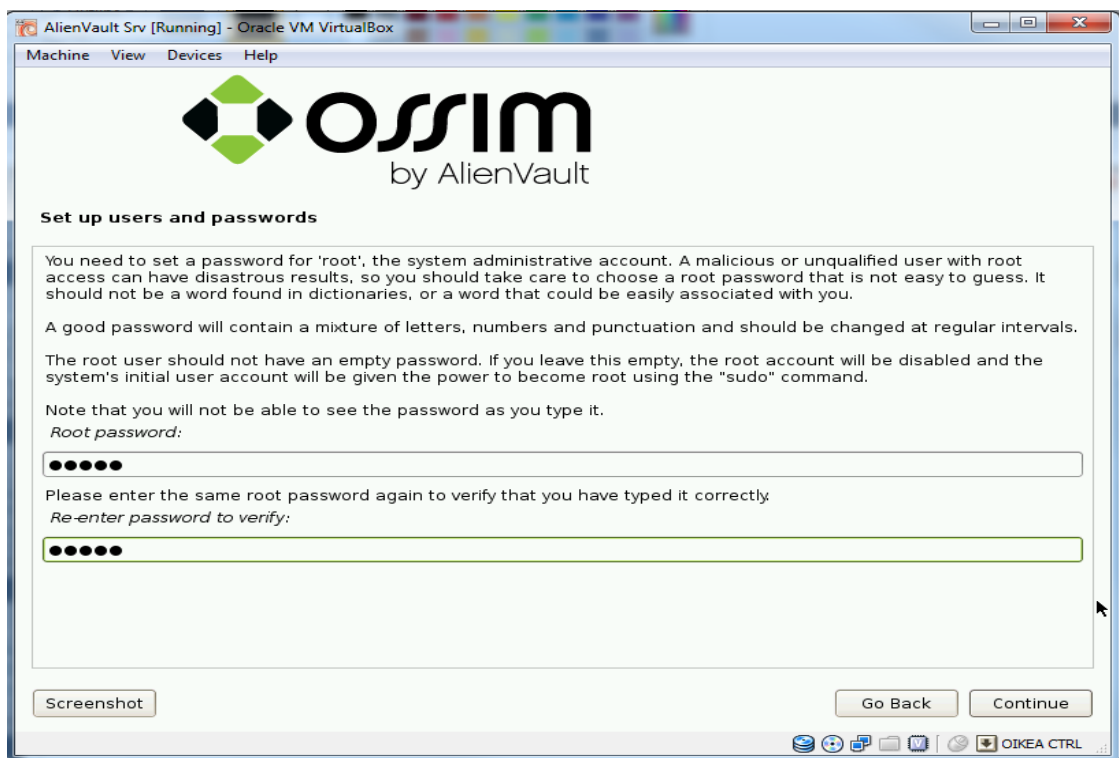 AlienVault Srv [Running] - Oracle VM VirtualBox
Machine View Devices Help
OSSIM
by AlienVault
Set up users and passwords
You need to set a password for 'root', the system administrative account. A malicious or unqualified user with root
access can have disastrous results, so you should take care to choose a root password that is not easy to guess. It
should not be a word found in dictionaries, or a word that could be easily associated with you.
A good password will contain a mixture of letters, numbers and punctuation and should be changed at regular intervals.
The root user should not have an empty password. If you leave this empty, the root account will be disabled and the
system's initial user account will be given the power to become root using the "sudo" command.
Note that you will not be able to see the password as you type it.
Root password:
●●●●●
Please enter the same root password again to verify that you have typed it correctly.
Re-enter password to verify:
●●●●●
Screenshot
Go Back
Continue
OIKEA CTRL